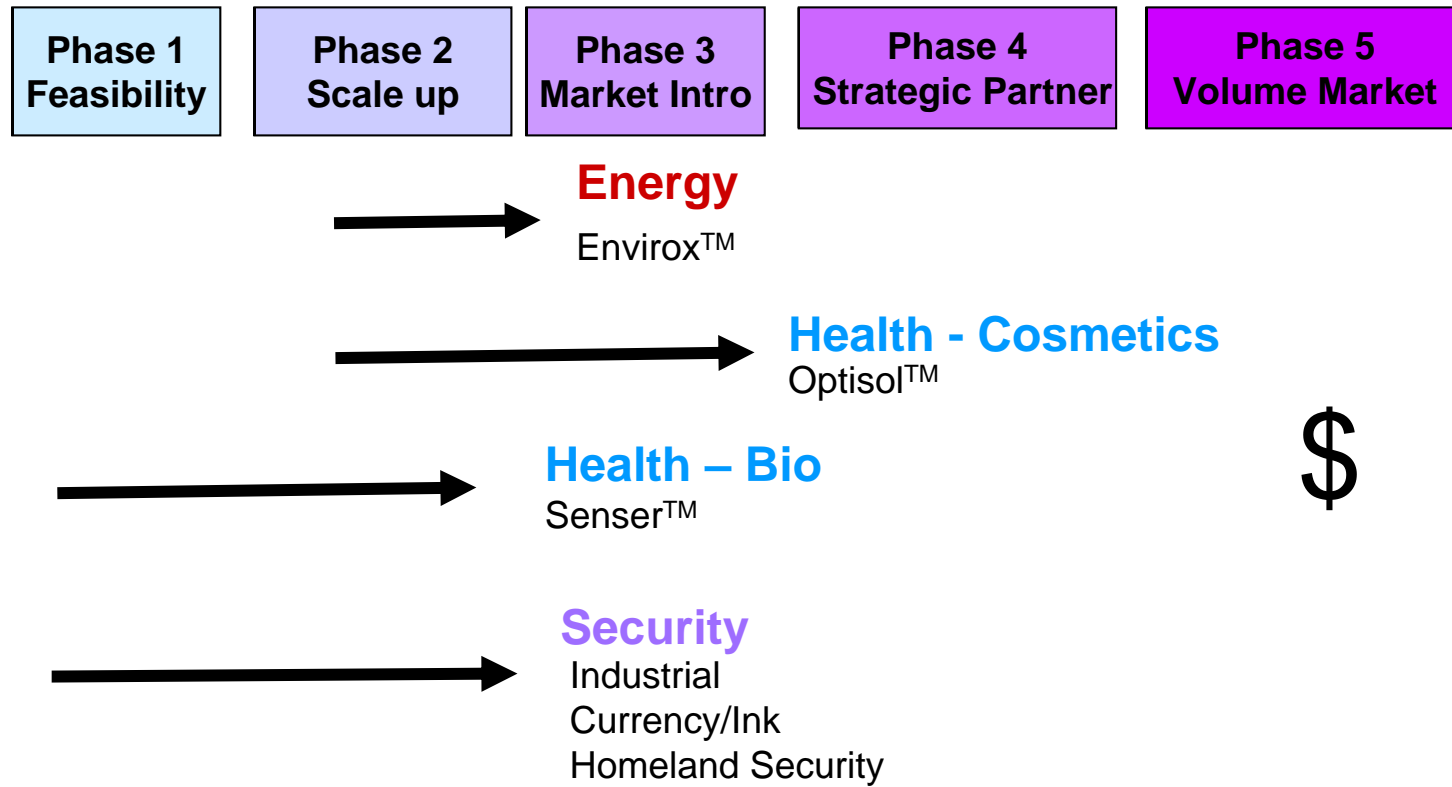 Phase 1
Feasibility
Phase 2
Scale up
Phase 3
Market Intro
Phase 4
Strategic Partner
Phase 5
Volume Market
Energy
Envirox™
Health - Cosmetics
Optisol™
Health – Bio
Senser™
$
Security
Industrial
Currency/Ink
Homeland Security